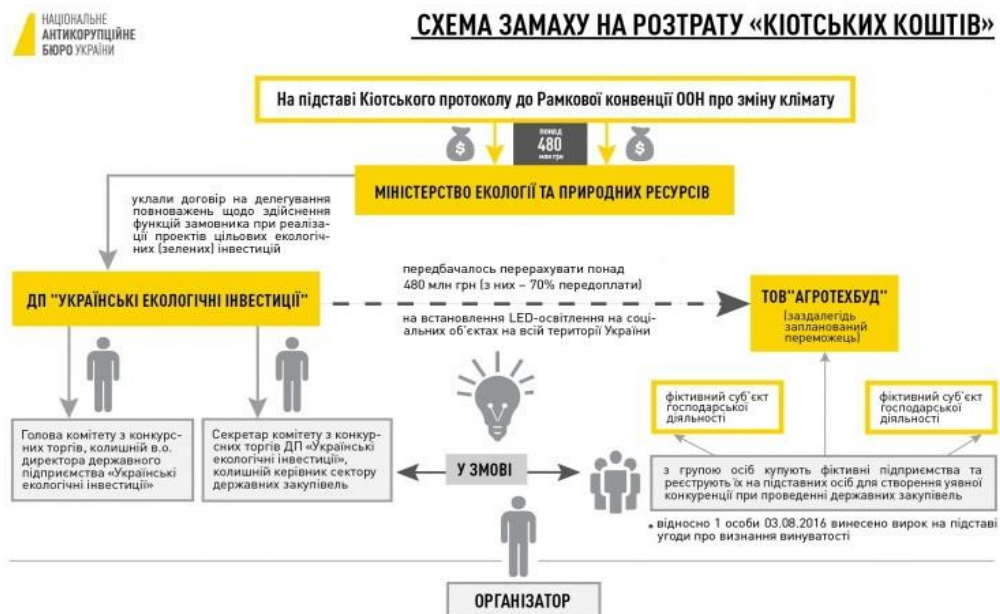 НАЦІОНАЛЬНЕ
АНТИКОРУПЦІЙНЕ
БЮРО УКРАЇНИ
СХЕМА ЗАМАХУ НА РОЗТРАТУ «КІОТСЬКИХ КОШТІВ»
На підставі Кіотського протоколу до Рамкової конвенції ООН про зміну клімату
$
понад
480
млн грн
$
МІНІСТЕРСТВО ЕКОЛОГІЇ ТА ПРИРОДНИХ РЕСУРСІВ
уклали договір на делегування
повноважень щодо здійснення
функцій замовника при реаліза-
ції проектів цільових екологіч-
них (зелених) інвестицій
ДП "УКРАЇНСЬКІ ЕКОЛОГІЧНІ ІНВЕСТИЦІЇ"
передбачалось перерахувати понад
480 млн грн (з них – 70% передоплати)
на встановлення LED-освітлення на соці-
альних об'єктах на всій території України
ТОВ"АГРОТЕХБУД"
(заздалегідь
запланований
переможець)
фіктивний суб'єкт
господарської
діяльності
фіктивний суб'єкт
господарської
діяльності
Голова комітету з конкурс-
них торгів, колишній в.о.
директора державного
підприємства «Українські
екологічні інвестиції»
Секретар комітету з конкур-
сних торгів ДП «Українські
екологічні інвестиції»,
колишній керівник сектору
державних закупівель
У ЗМОВІ
з групою осіб купують фіктивні підприємства та
реєструють їх на підставних осіб для створення уявної
конкуренції при проведенні державних закупівель
• відносно 1 особи 03.08.2016 винесено вирок на підставі
угоди про визнання винуватості
ОРГАНІЗАТОР